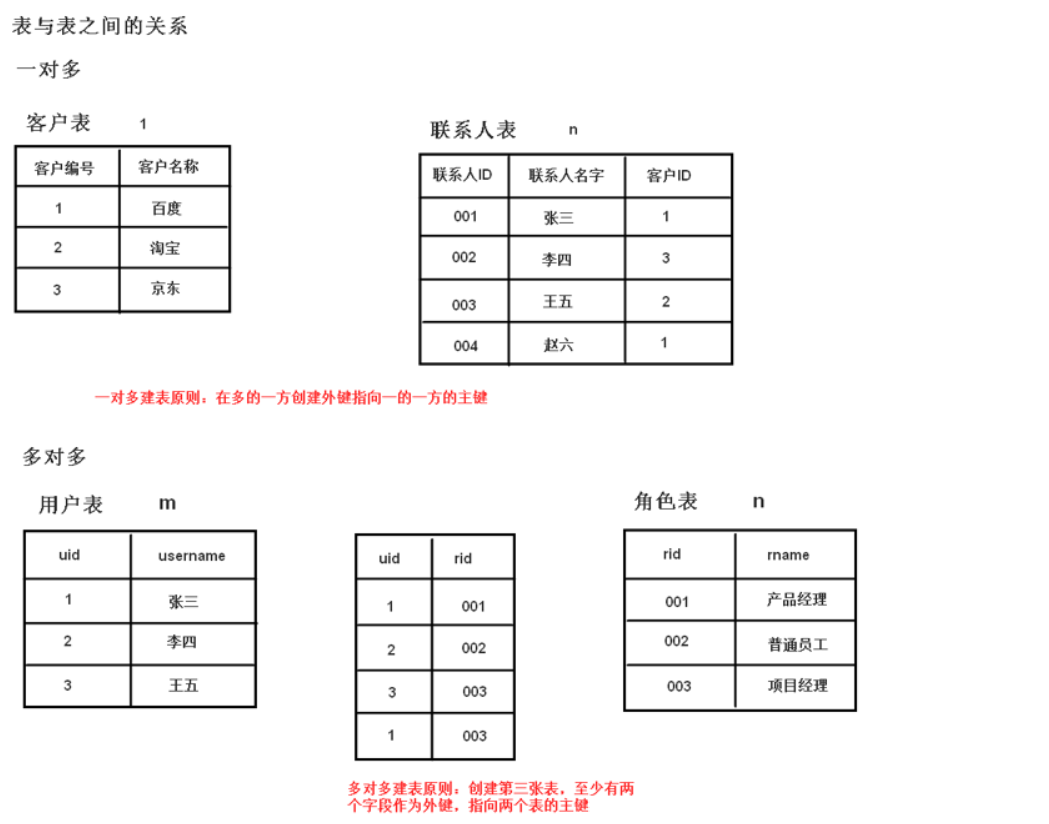 表与表之间的关系
一对多
客户表 1
联系人表 n
客户编号 客户名称
1 百度
2 淘宝
3 京东
联系人ID 联系人名字 客户ID
001 张三 1
002 李四 3
003 王五 2
004 赵六 1
一对多建表原则：在多的一方创建外键指向一的一方的主键
多对多
用户表 m
角色表 n
uid username
1 张三
2 李四
3 王五
uid rid
1 001
2 002
3 003
1 003
rid rname
001 产品经理
002 普通员工
003 项目经理
多对多建表原则：创建第三张表，至少有两
个字段作为外键，指向两个表的主键